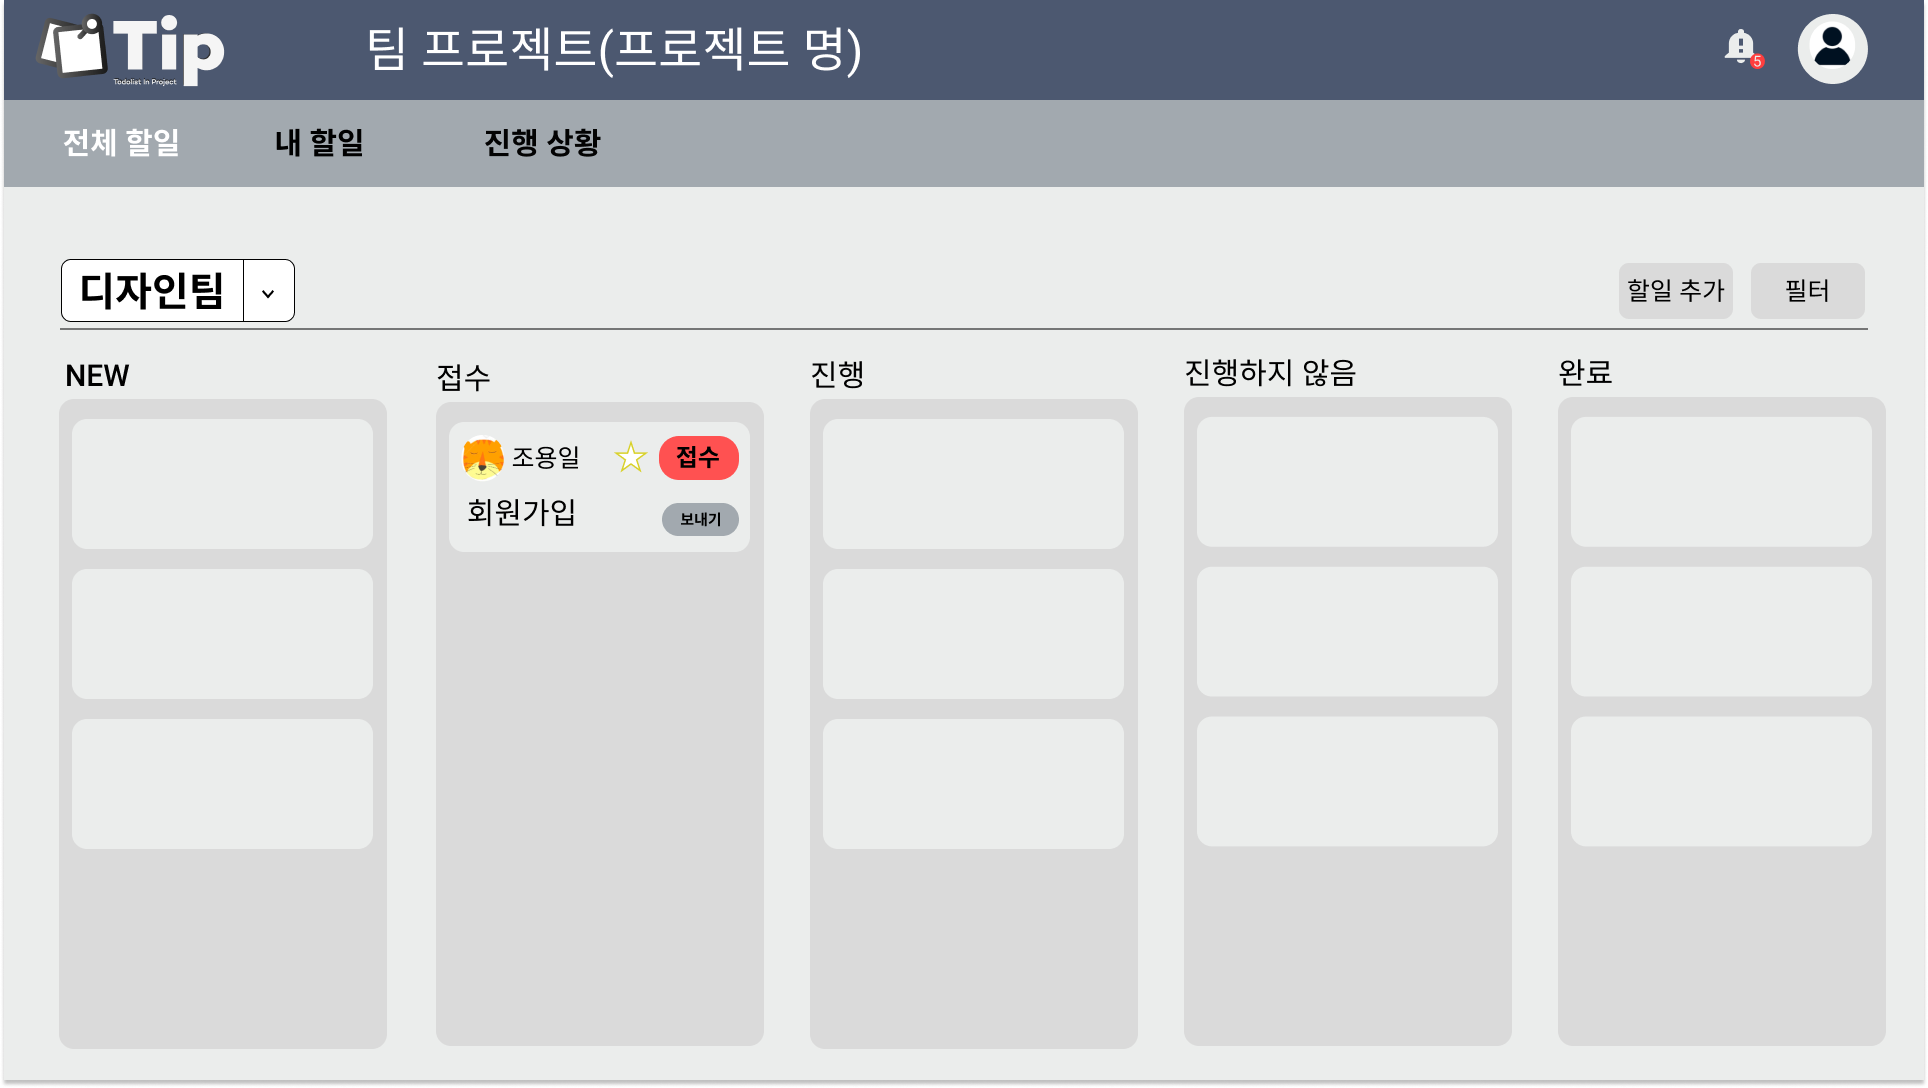 Tip
Todolist In Project
팀 프로젝트(프로젝트 명)
5
전체 할일
내 할일
진행 상황
디자인팀
할일 추가
필터
NEW
접수
진행
진행하지 않음
완료
조용일
접수
회원가입
보내기